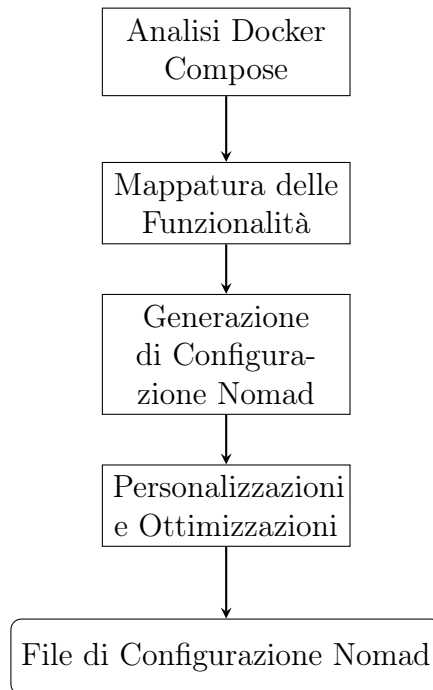 Analisi Docker
Compose
Mappatura delle
Funzionalità
Generazione
di Configura-
zione Nomad
Personalizzazioni
e Ottimizzazioni
File di Configurazione Nomad